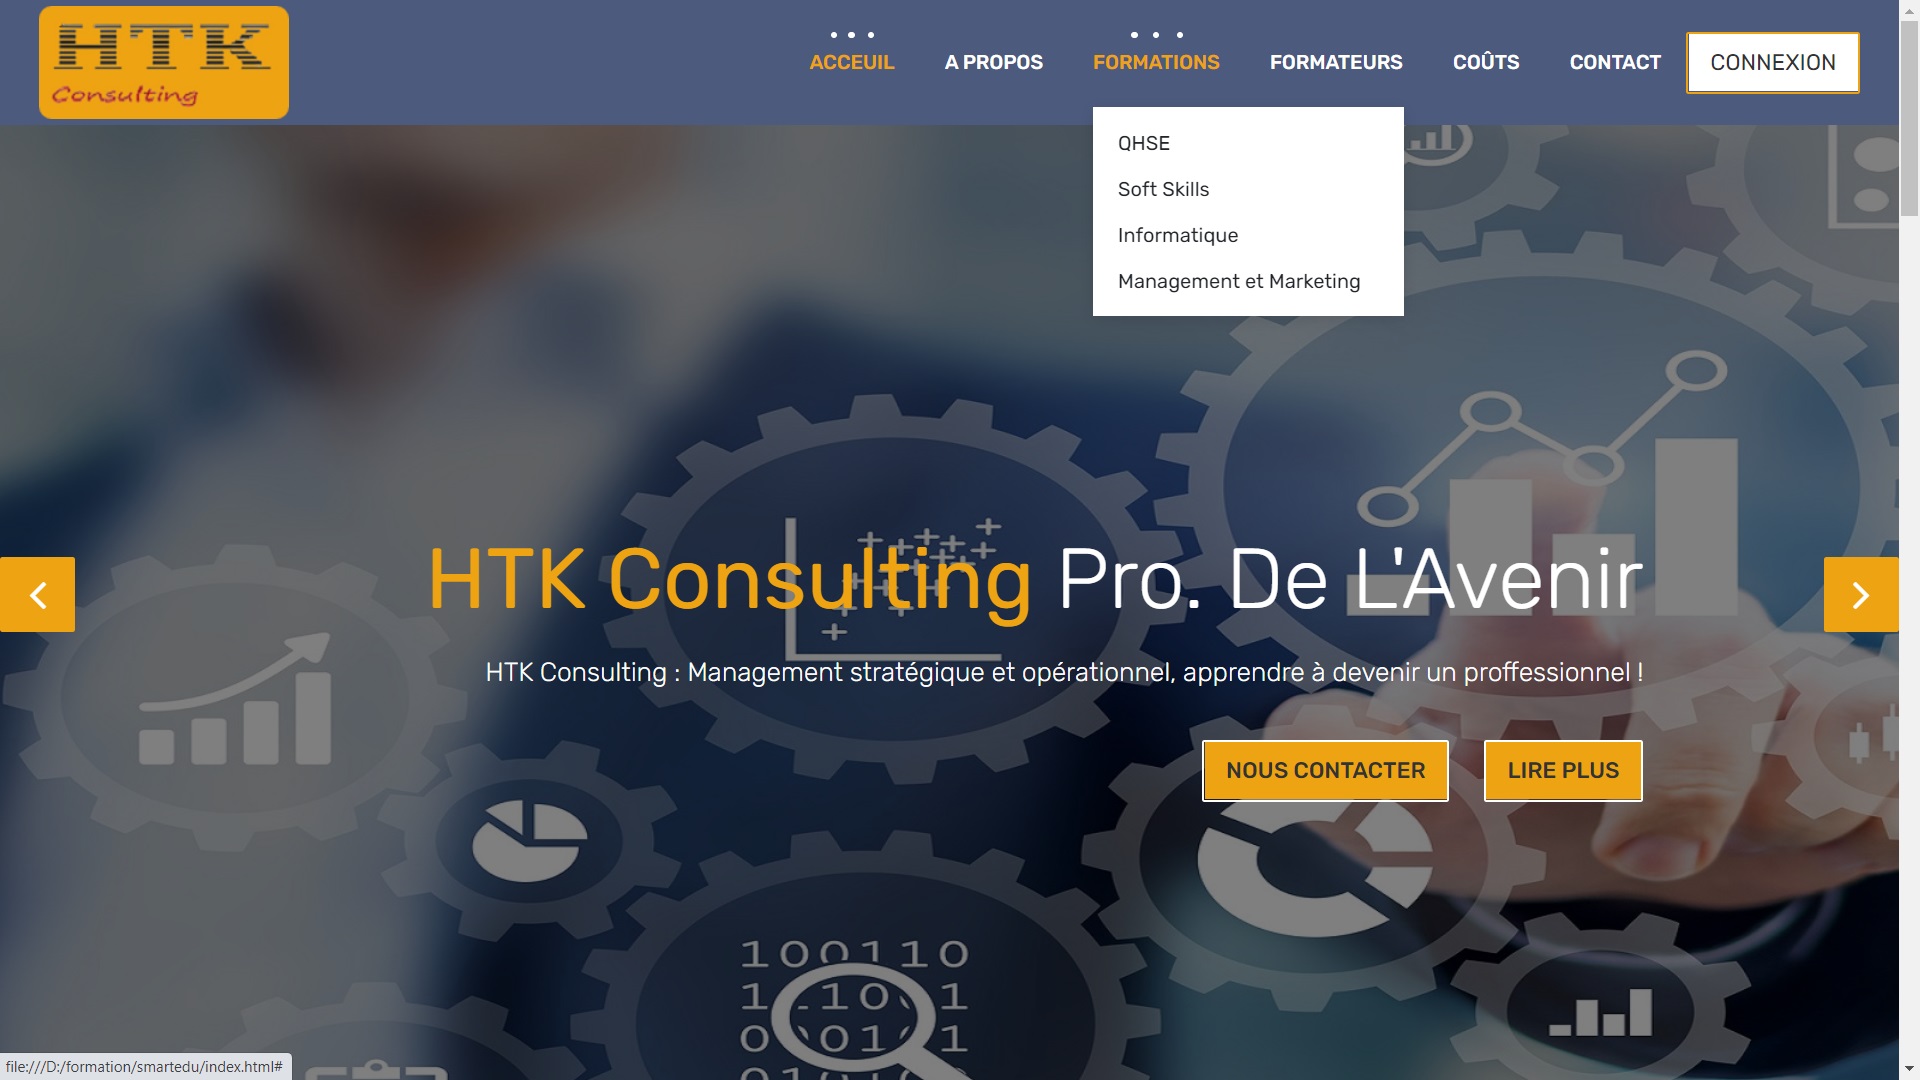 HTK
Consulting
ACCEUIL A PROPOS FORMATIONS FORMATEURS COÛTS CONTACT CONNEXION
QHSE
Soft Skills
Informatique
Management et Marketing
HTK Consulting Pro. De L'Avenir
HTK Consulting : Management stratégique et opérationnel, apprendre à devenir un proffessionnel !
NOUS CONTACTER LIRE PLUS
100110
file:///D:/formation/smartedu/index.html#